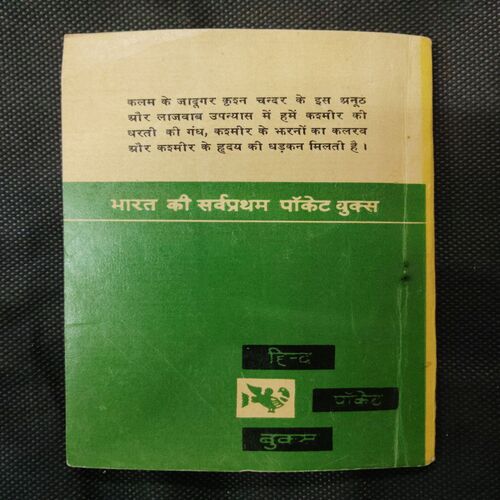 कलम के जादूगर कृश्न चन्दर के इस अनूठे
और लाजवाब उपन्यास में हमें कश्मीर की
धरती की गंध, कश्मीर के झरनों का कलरव
और कश्मीर के हृदय की धड़कन मिलती है।
भारत की सर्वप्रथम पॉकेट बुक्स
हिन्द
पॉकेट
बुक्स